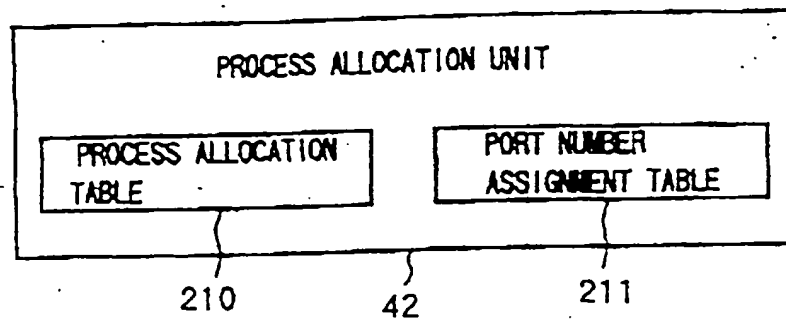 PROCESS ALLOCATION UNIT
PROCESS ALLOCATION
TABLE
PORT NUMBER
ASSIGNMENT TABLE
210
42
211